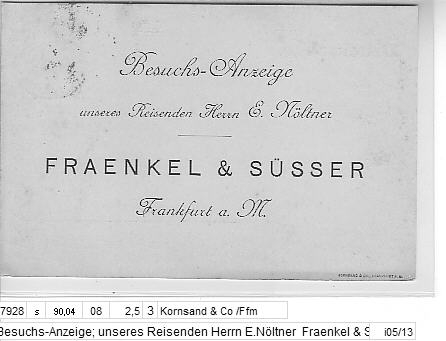 Besuchs-Anzeige
unseres Reisenden Herrn E. Nöltner
FRAENKEL & SÜSSER
Frankfurt a. M.
7928 s 90,04 08 2,5 3 Kornsand & Co /Ffm
Besuchs-Anzeige; unseres Reisenden Herrn E.Nöltner Fraenkel & S i05/13